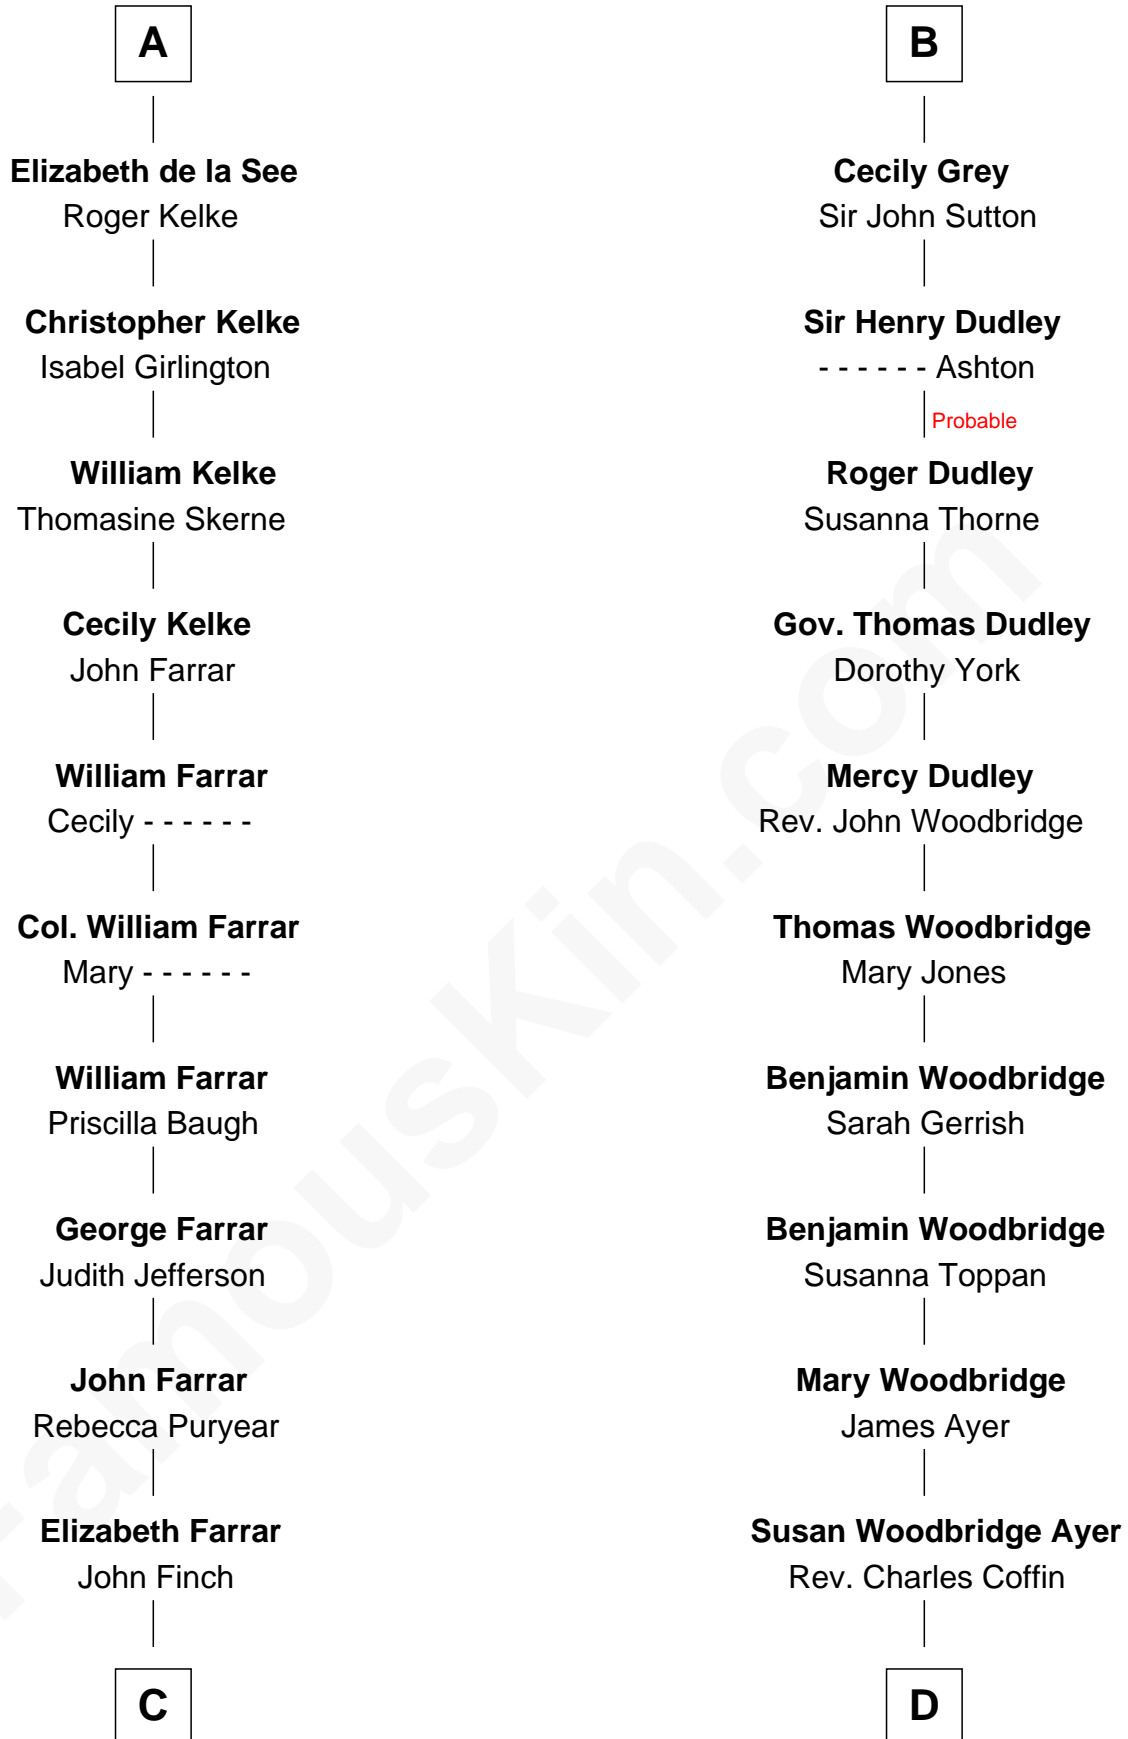 A
Elizabeth de la See
Roger Kelke
Christopher Kelke
Isabel Girlington
William Kelke
Thomasine Skerne
Cecily Kelke
John Farrar
William Farrar
Cecily - - - - - -
Col. William Farrar
Mary - - - - - -
William Farrar
Priscilla Baugh
George Farrar
Judith Jefferson
John Farrar
Rebecca Puryear
Elizabeth Farrar
John Finch
C
B
Cecily Grey
Sir John Sutton
Sir Henry Dudley
- - - - - - Ashton
Probable
Roger Dudley
Susanna Thorne
Gov. Thomas Dudley
Dorothy York
Mercy Dudley
Rev. John Woodbridge
Thomas Woodbridge
Mary Jones
Benjamin Woodbridge
Sarah Gerrish
Benjamin Woodbridge
Susanna Toppan
Mary Woodbridge
James Ayer
Susan Woodbridge Ayer
Rev. Charles Coffin
D
FamousKin.com